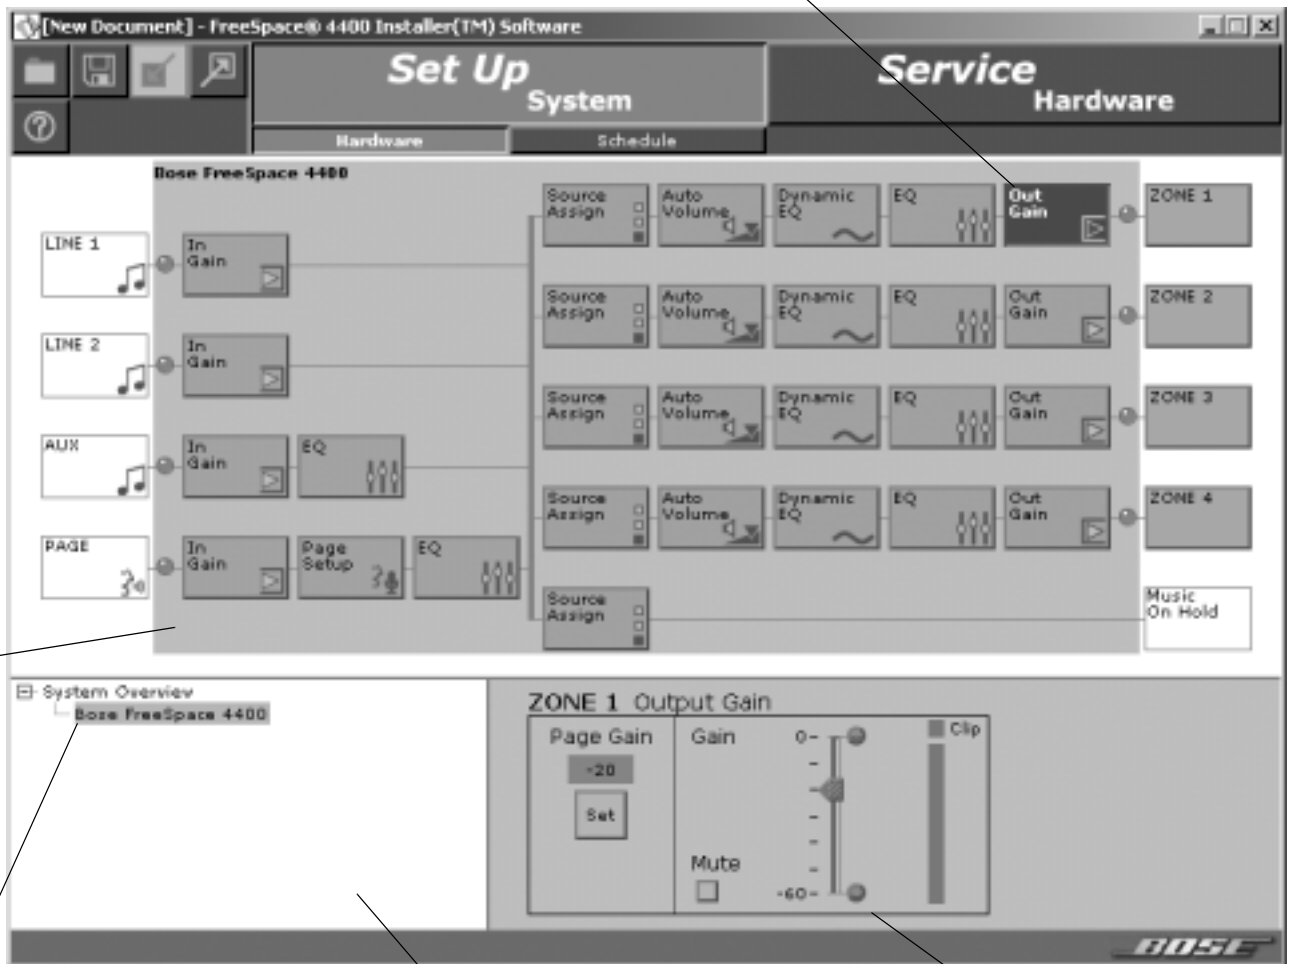 [New Document] - FreeSpace® 4400 Installer(TM) Software
Set Up
System
Service
Hardware
Hardware
Schedule
Bose FreeSpace 4400
Source Assign
Auto Volume
Dynamic EQ
EQ
Out Gain
ZONE 1
LINE 1
In Gain
Source Assign
Auto Volume
Dynamic EQ
EQ
Out Gain
ZONE 2
LINE 2
In Gain
Source Assign
Auto Volume
Dynamic EQ
EQ
Out Gain
ZONE 3
AUX
In Gain
EQ
Source Assign
Auto Volume
Dynamic EQ
EQ
Out Gain
ZONE 4
PAGE
In Gain
Page Setup
EQ
Source Assign
Music On Hold
System Overview
Bose FreeSpace 4400
ZONE 1 Output Gain
Page Gain
-20
Set
Gain
0-
Clip
Mute
-60-
BOSE